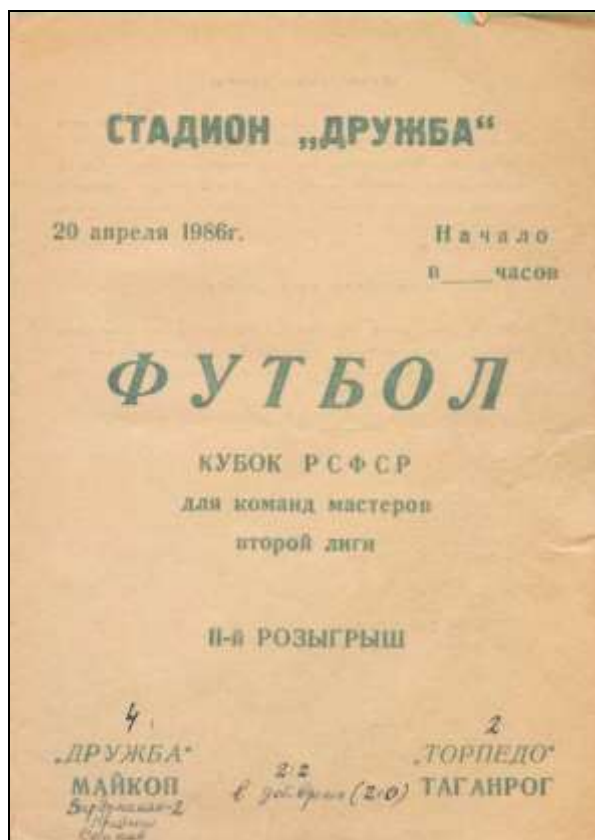 СТАДИОН „ДРУЖБА“
20 апреля 1986г.
Начало
в____часов
ФУТБОЛ
КУБОК РСФСР
для команд мастеров
второй лиги
II-й РОЗЫГРЫШ
4
2
„ДРУЖБА“
„ТОРПЕДО“
МАЙКОП
2:2
ТАГАНРОГ
в (2:0)